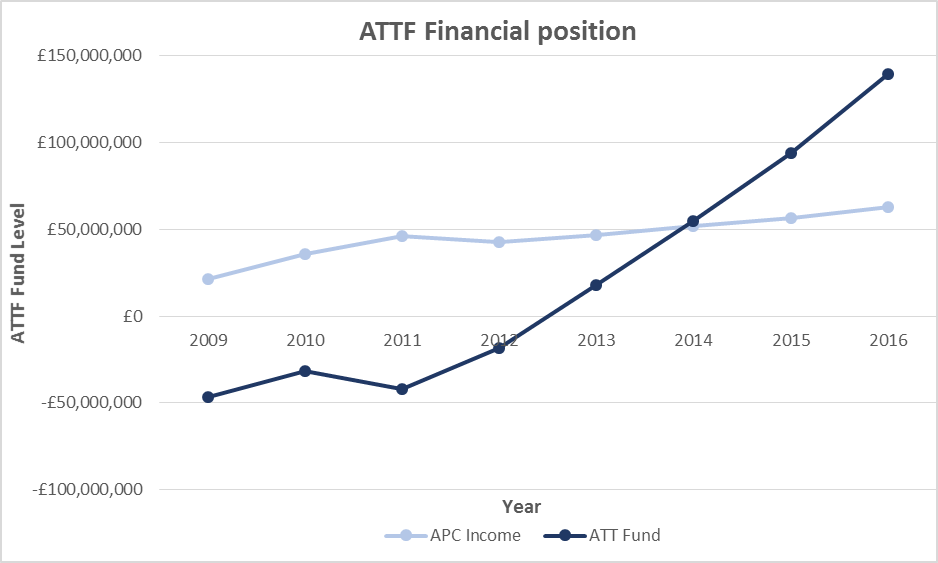 ATTF Financial position
£150,000,000
£100,000,000
£50,000,000
£0
-£50,000,000
-£100,000,000
ATTF Fund Level
2009 2010 2011 2012 2013 2014 2015 2016
Year
APC Income ATT Fund